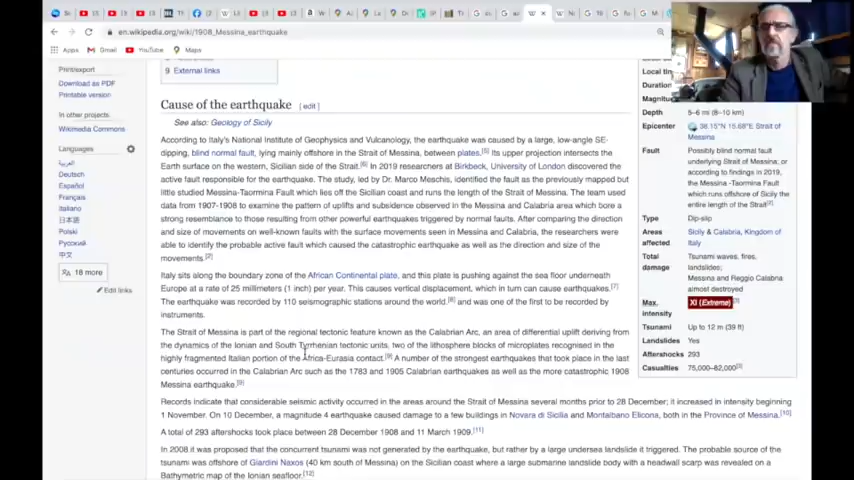 en.wikipedia.org/wiki/1908_Messina_earthquake
Apps
Gmail
YouTube
Maps
Print/export
Download as PDF
Printable version
In other projects
Wikimedia Commons
Languages
العربية
Deutsch
Español
Français
Italiano
日本語
Polski
Русский
中文
18 more
Edit links
9 External links
Cause of the earthquake [ edit ]
See also: Geology of Sicily
According to Italy's National Institute of Geophysics and Vulcanology, the earthquake was caused by a large, low-angle SE-
dipping, blind normal fault, lying mainly offshore in the Strait of Messina, between plates.[5] Its upper projection intersects the
Earth surface on the western, Sicilian side of the Strait.[6] In 2019 researchers at Birkbeck, University of London discovered the
active fault responsible for the earthquake. The study, led by Dr. Marco Meschis, identified the fault as the previously mapped but
little studied Messina-Taormina Fault which lies off the Sicilian coast and runs the length of the Strait of Messina. The team used
data from 1907-1908 to examine the pattern of uplifts and subsidence observed in the Messina and Calabria area which bore a
strong resemblance to those resulting from other powerful earthquakes triggered by normal faults. After comparing the direction
and size of movements on well-known faults with the surface movements seen in Messina and Calabria, the researchers were
able to identify the probable active fault which caused the catastrophic earthquake as well as the direction and size of the
movements.[2]
Italy sits along the boundary zone of the African Continental plate, and this plate is pushing against the sea floor underneath
Europe at a rate of 25 millimeters (1 inch) per year. This causes vertical displacement, which in turn can cause earthquakes.[7]
The earthquake was recorded by 110 seismographic stations around the world,[8] and was one of the first to be recorded by
instruments.
The Strait of Messina is part of the regional tectonic feature known as the Calabrian Arc, an area of differential uplift deriving from
the dynamics of the Ionian and South Tyrrhenian tectonic units, two of the lithosphere blocks of microplates recognised in the
highly fragmented Italian portion of the Africa-Eurasia contact.[9] A number of the strongest earthquakes that took place in the last
centuries occurred in the Calabrian Arc such as the 1783 and 1905 Calabrian earthquakes as well as the more catastrophic 1908
Messina earthquake.[9]
Records indicate that considerable seismic activity occurred in the areas around the Strait of Messina several months prior to 28 December; it increased in intensity beginning
1 November. On 10 December, a magnitude 4 earthquake caused damage to a few buildings in Novara di Sicilia and Montalbano Elicona, both in the Province of Messina.[10]
A total of 293 aftershocks took place between 28 December 1908 and 11 March 1909.[11]
In 2008 it was proposed that the concurrent tsunami was not generated by the earthquake, but rather by a large undersea landslide it triggered. The probable source of the
tsunami was offshore of Giardini Naxos (40 km south of Messina) on the Sicilian coast where a large submarine landslide body with a headwall scarp was revealed on a
Bathymetric map of the Ionian seafloor.[12]
Local tim
Duration
Magnitu
Depth 5–6 mi (8–10 km)
Epicenter 38.15°N 15.68°E Strait of
Messina
Fault Possibly blind normal fault
underlying Strait of Messina; or
according to findings in 2019,
the Messina -Taormina Fault
which runs offshore of Sicily the
entire length of the Strait[2]
Type Dip-slip
Areas affected Sicily & Calabria, Kingdom of
Italy
Total damage Tsunami waves, fires,
landslides;
Messina and Reggio Calabria
almost destroyed
Max. intensity XI (Extreme)[3]
Tsunami Up to 12 m (39 ft)
Landslides Yes
Aftershocks 293
Casualties 75,000–82,000[3]